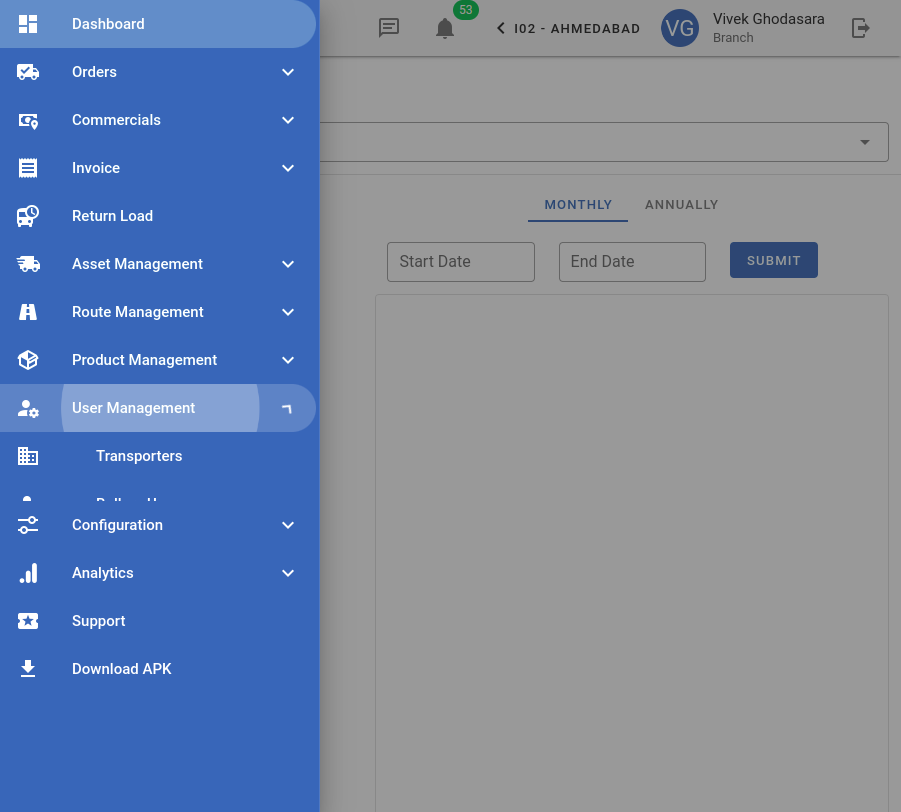 Dashboard
Orders
Commercials
Invoice
Return Load
Asset Management
Route Management
Product Management
User Management
Transporters
Configuration
Analytics
Support
Download APK
53
I02 - AHMEDABAD
VG
Vivek Ghodasara
Branch
MONTHLY
ANNUALLY
Start Date
End Date
SUBMIT